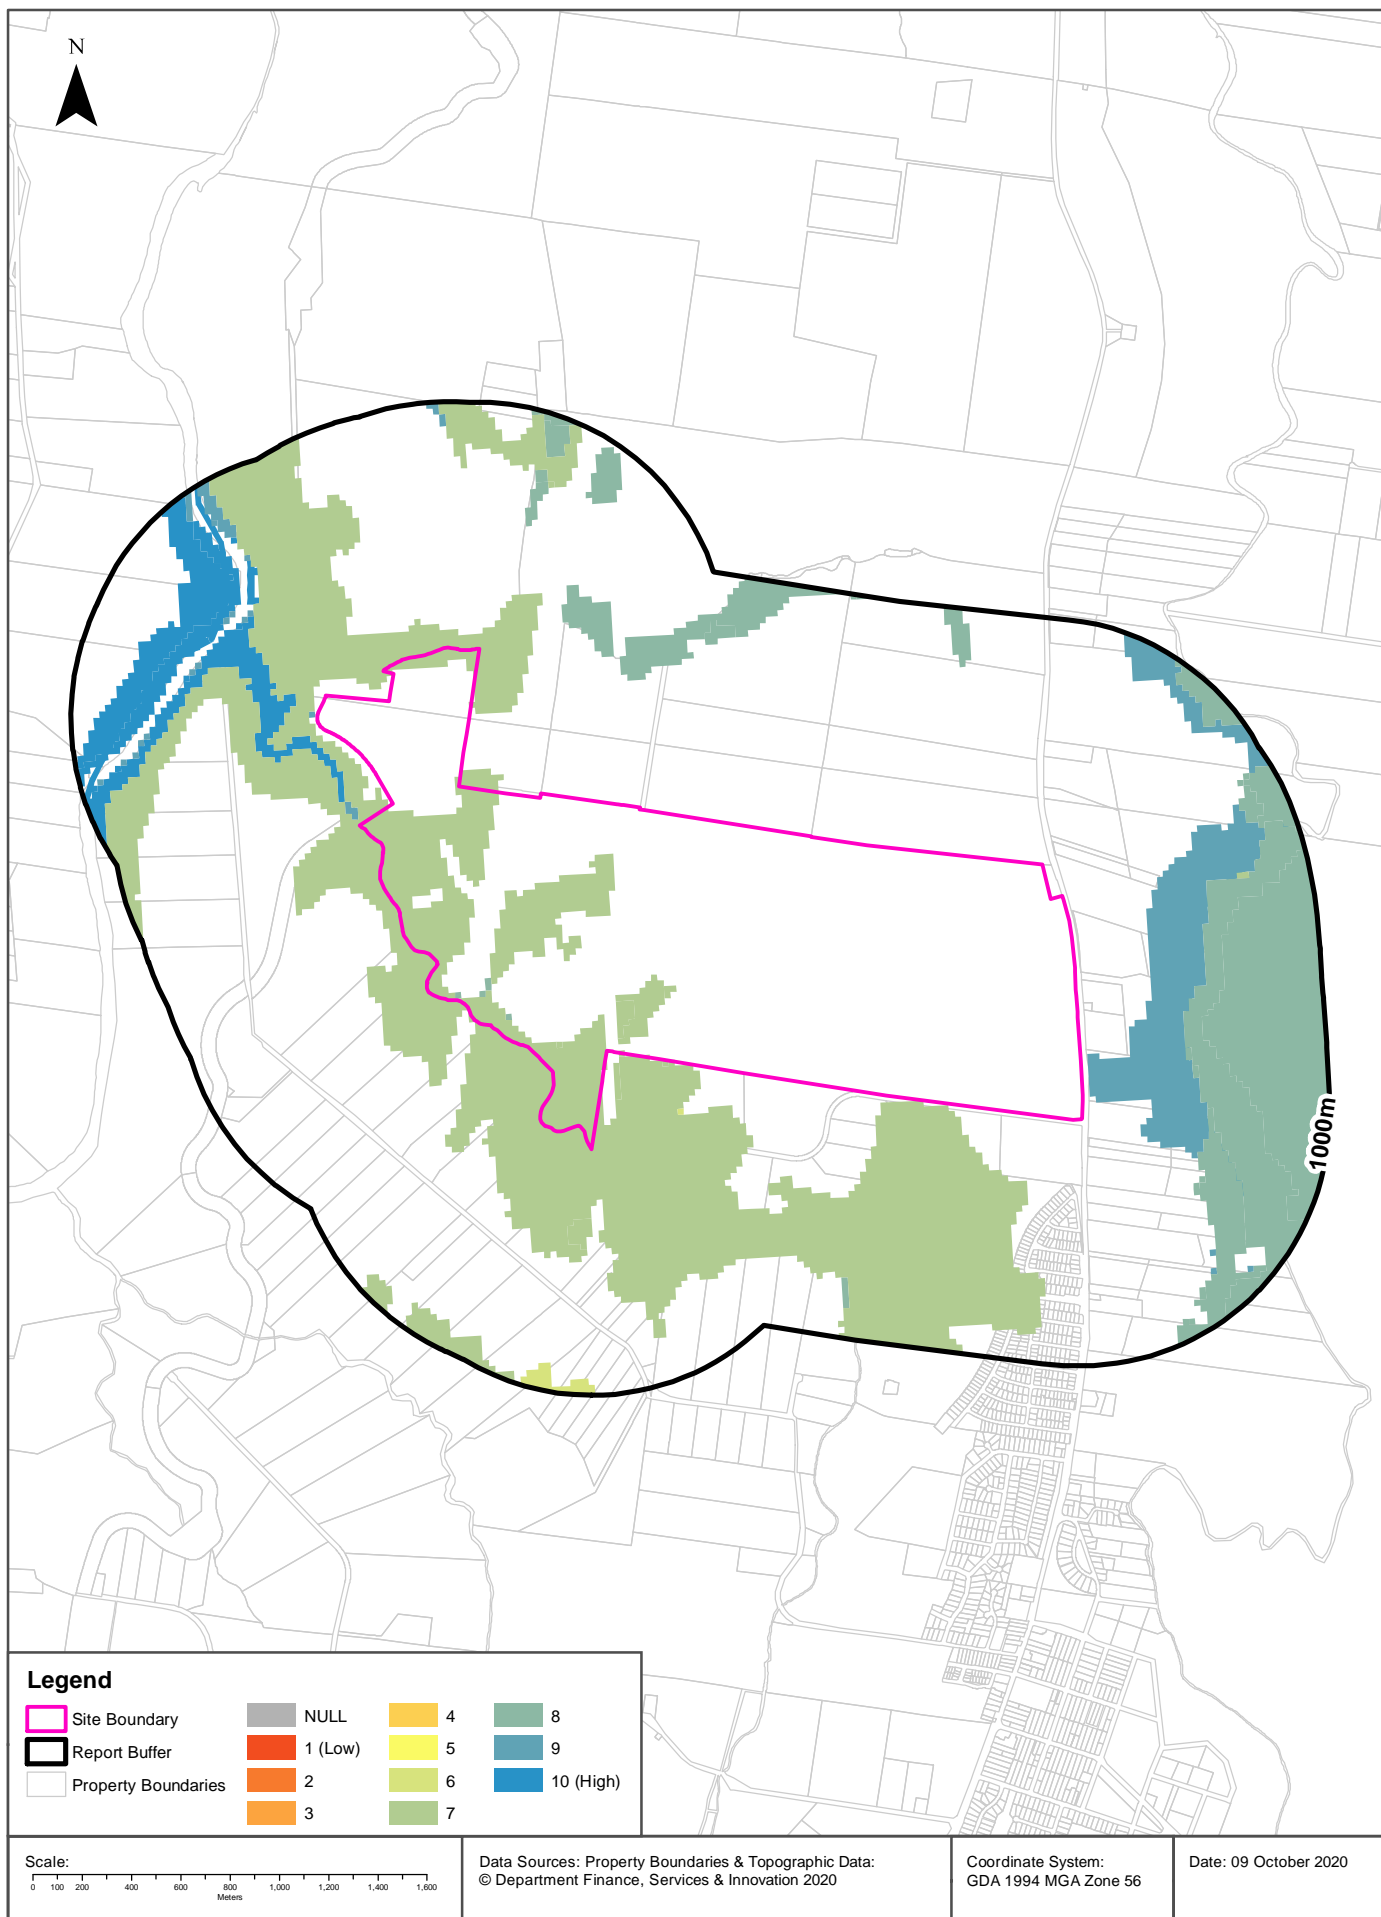 N
1000m
Legend
Site Boundary
Report Buffer
Property Boundaries
NULL
1 (Low)
2
3
4
5
6
7
8
9
10 (High)
Scale:
0 100 200 400 600 800 1,000 1,200 1,400 1,600
Meters
Data Sources: Property Boundaries & Topographic Data:
© Department Finance, Services & Innovation 2020
Coordinate System:
GDA 1994 MGA Zone 56
Date: 09 October 2020